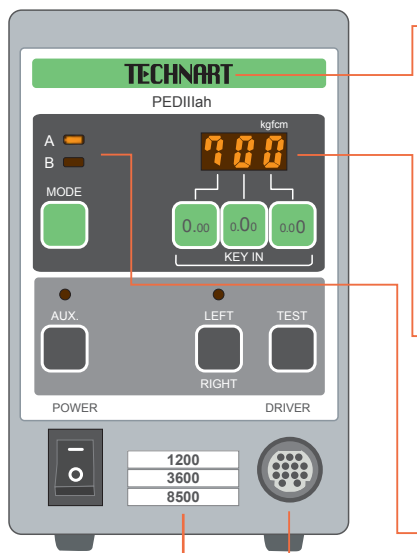 TECHNART
PEDIIIah
kgfcm
A
B
700
MODE
0.00 0.00 0.00
KEY IN
AUX. LEFT TEST
RIGHT
POWER DRIVER
1200
3600
8500